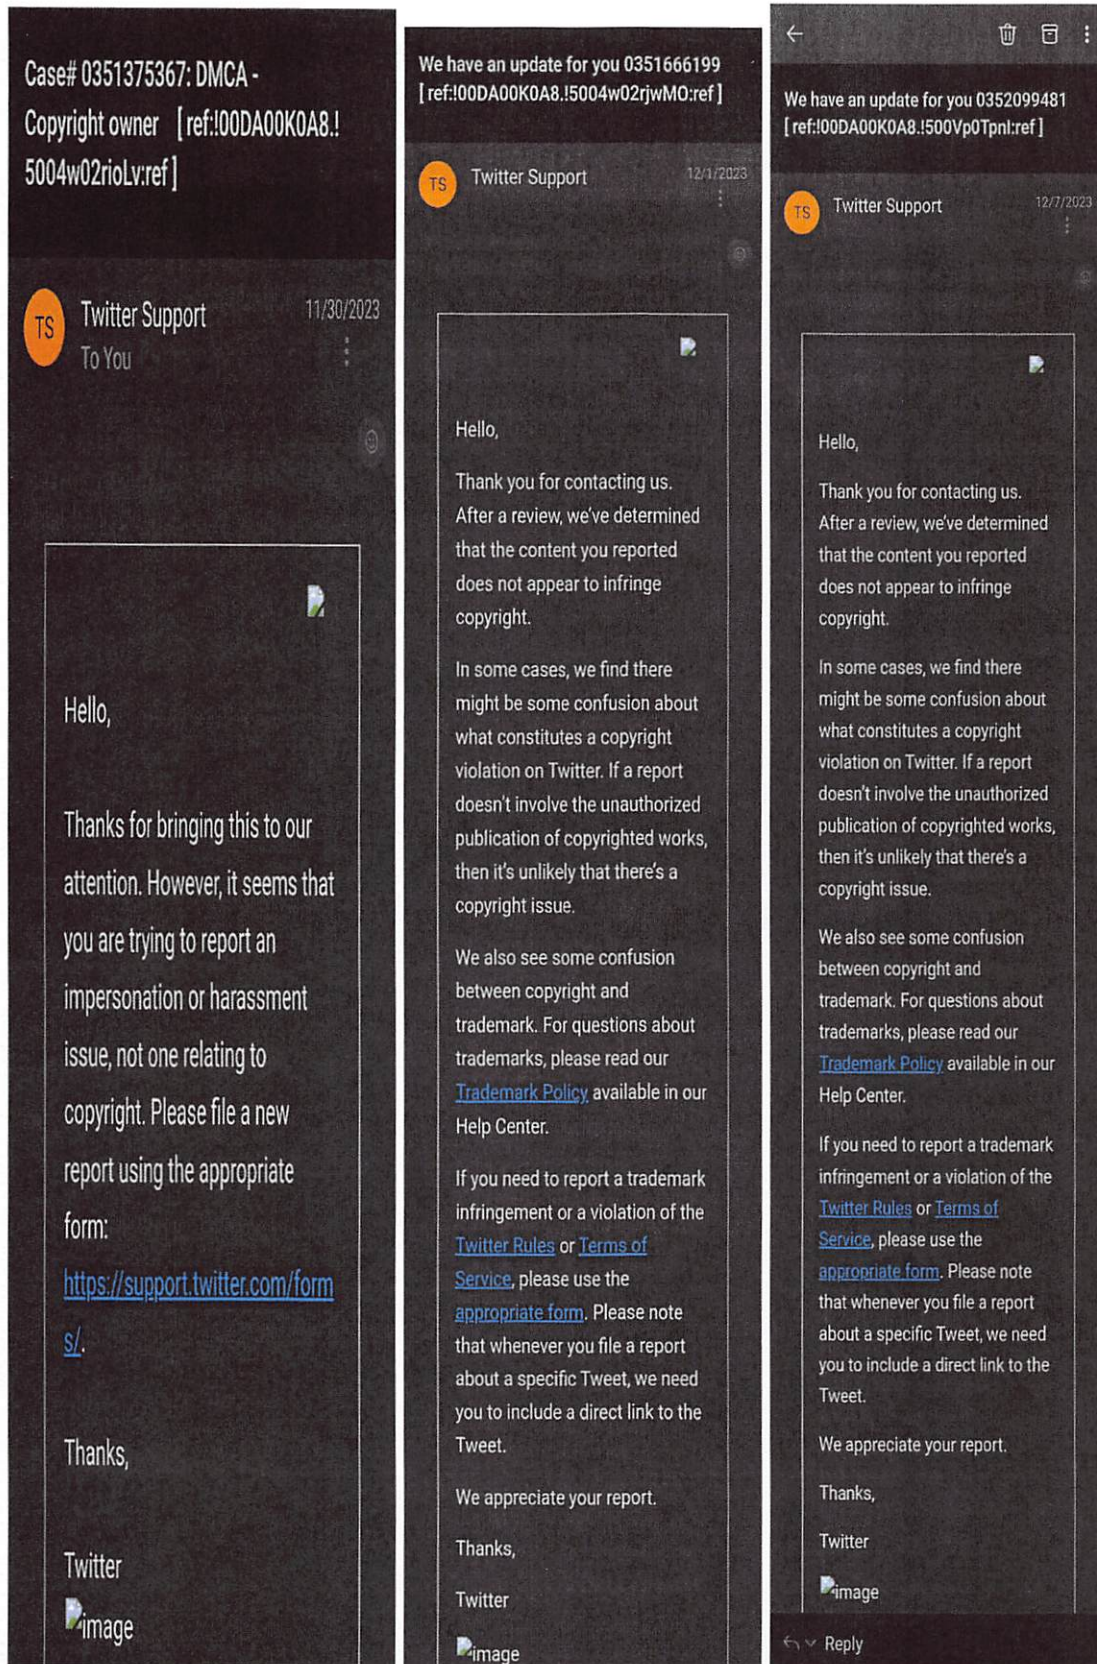 Case# 0351375367: DMCA -
Copyright owner [ ref:!00DA00K0A8.!
5004w02rioLv:ref ]
TS
Twitter Support
11/30/2023
To You
Hello,
Thanks for bringing this to our
attention. However, it seems that
you are trying to report an
impersonation or harassment
issue, not one relating to
copyright. Please file a new
report using the appropriate
form:
https://support.twitter.com/form
s/.
Thanks,
Twitter
image
We have an update for you 0351666199
[ ref:!00DA00K0A8.!5004w02rjwMO:ref ]
TS
Twitter Support
12/1/2023
Hello,
Thank you for contacting us.
After a review, we've determined
that the content you reported
does not appear to infringe
copyright.
In some cases, we find there
might be some confusion about
what constitutes a copyright
violation on Twitter. If a report
doesn't involve the unauthorized
publication of copyrighted works,
then it's unlikely that there's a
copyright issue.
We also see some confusion
between copyright and
trademark. For questions about
trademarks, please read our
Trademark Policy available in our
Help Center.
If you need to report a trademark
infringement or a violation of the
Twitter Rules or Terms of
Service, please use the
appropriate form. Please note
that whenever you file a report
about a specific Tweet, we need
you to include a direct link to the
Tweet.
We appreciate your report.
Thanks,
Twitter
image
We have an update for you 0352099481
[ ref:!00DA00K0A8.!500Vp0TpnI:ref ]
TS
Twitter Support
12/7/2023
Hello,
Thank you for contacting us.
After a review, we've determined
that the content you reported
does not appear to infringe
copyright.
In some cases, we find there
might be some confusion about
what constitutes a copyright
violation on Twitter. If a report
doesn't involve the unauthorized
publication of copyrighted works,
then it's unlikely that there's a
copyright issue.
We also see some confusion
between copyright and
trademark. For questions about
trademarks, please read our
Trademark Policy available in our
Help Center.
If you need to report a trademark
infringement or a violation of the
Twitter Rules or Terms of
Service, please use the
appropriate form. Please note
that whenever you file a report
about a specific Tweet, we need
you to include a direct link to the
Tweet.
We appreciate your report.
Thanks,
Twitter
image
Reply